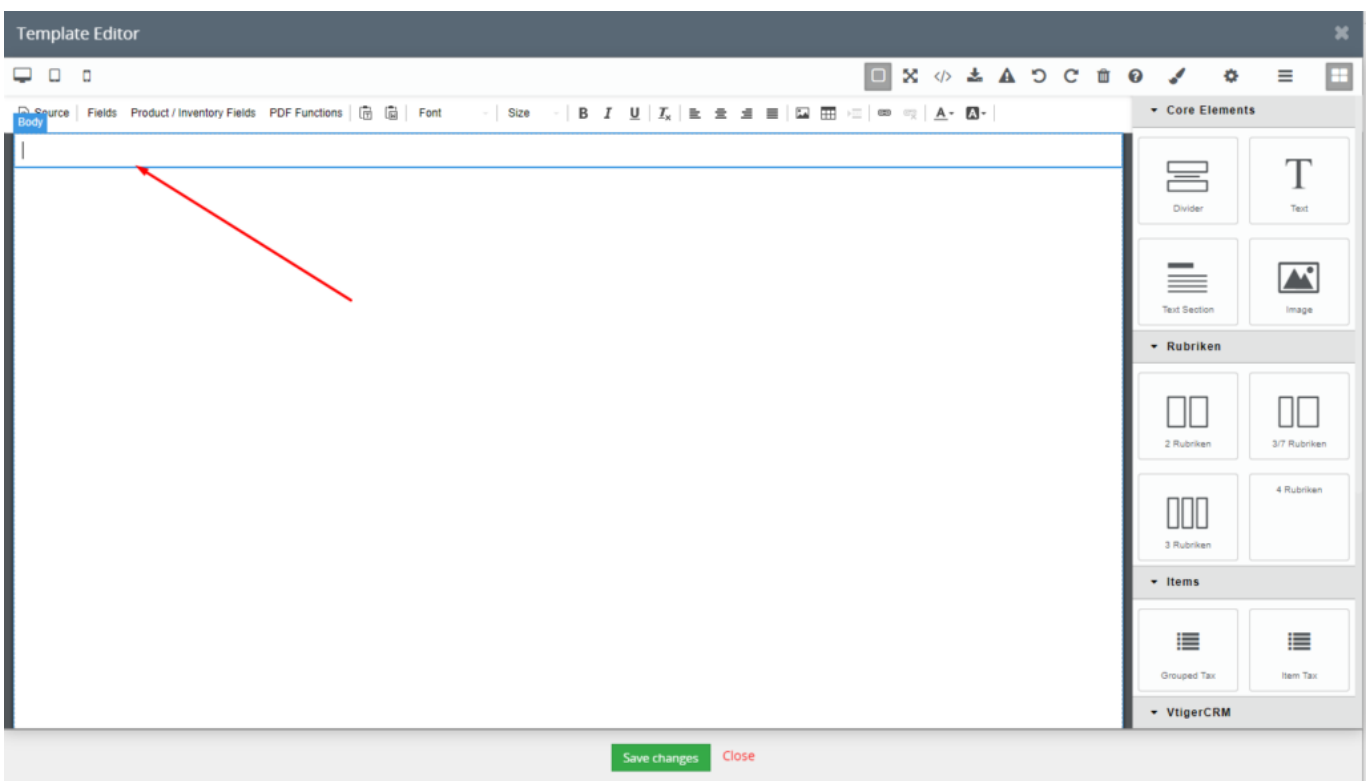 Template Editor
Source Fields Product / Inventory Fields PDF Functions Font Size B I U Ix A A
Body
Core Elements
Divider Text
Text Section Image
Rubriken
2 Rubriken 3/7 Rubriken
3 Rubriken 4 Rubriken
Items
Grouped Tax Item Tax
VtigerCRM
Save changes Close